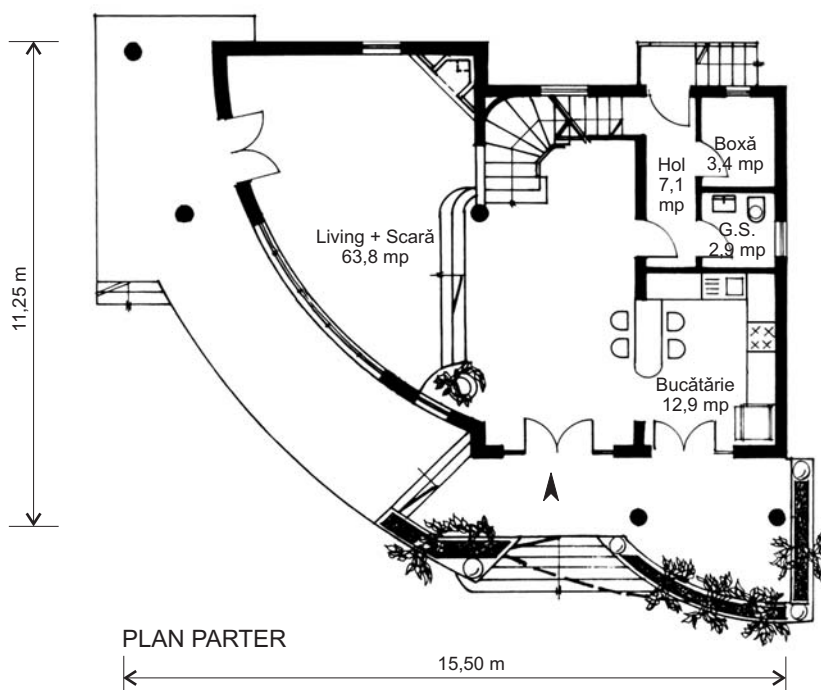 Boxă
3,4 mp
Hol
7,1
mp
G.S.
2,9 mp
Living + Scară
63,8 mp
11,25 m
Bucătărie
12,9 mp
PLAN PARTER
15,50 m